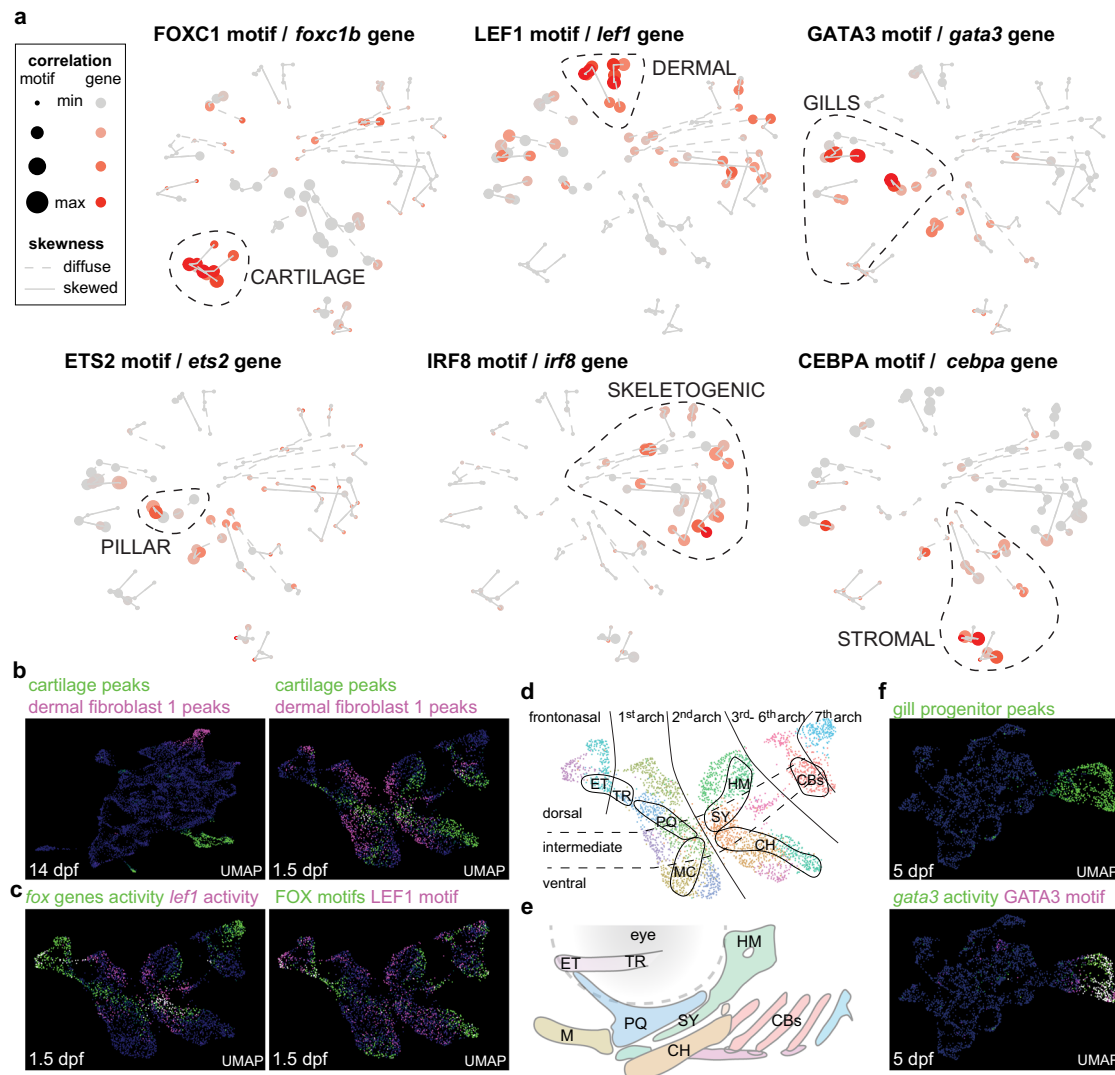 a
FOXC1 motif / foxc1b gene
LEF1 motif / lef1 gene
GATA3 motif / gata3 gene
correlation
motif gene
min
max
skewness
diffuse
skewed
CARTILAGE
DERMAL
GILLS
ETS2 motif / ets2 gene
IRF8 motif / irf8 gene
CEBPA motif / cebpa gene
PILLAR
SKELETOGENIC
STROMAL
b
cartilage peaks
dermal fibroblast 1 peaks
14 dpf
UMAP
cartilage peaks
dermal fibroblast 1 peaks
1.5 dpf
UMAP
c
fox genes activity lef1 activity
1.5 dpf
UMAP
FOX motifs LEF1 motif
1.5 dpf
UMAP
d
frontonasal
1st arch
2nd arch
3rd- 6th arch
7th arch
dorsal
intermediate
ventral
ET
TR
PQ
MC
HM
SY
CH
CBs
e
eye
ET
TR
HM
PQ
SY
M
CH
CBs
f
gill progenitor peaks
5 dpf
UMAP
gata3 activity GATA3 motif
5 dpf
UMAP